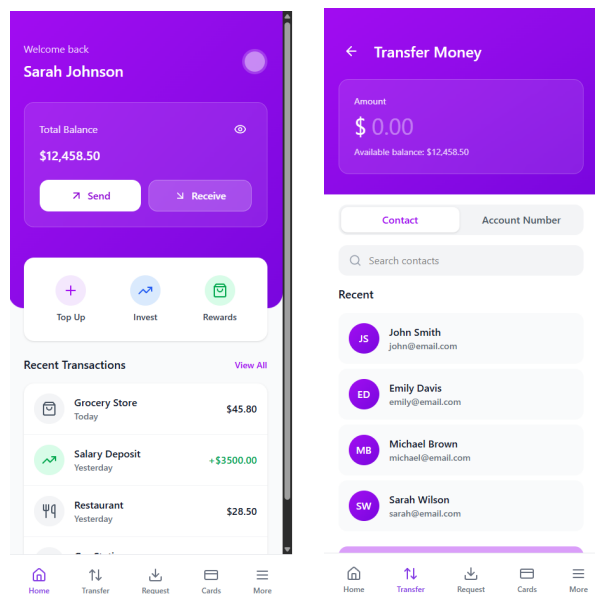 Welcome back
Sarah Johnson
Total Balance
$12,458.50
Send
Receive
Top Up
Invest
Rewards
Recent Transactions
View All
Grocery Store
Today
$45.80
Salary Deposit
Yesterday
+$3500.00
Restaurant
Yesterday
$28.50
Home
Transfer
Request
Cards
More
Transfer Money
Amount
$ 0.00
Available balance: $12,458.50
Contact
Account Number
Search contacts
Recent
JS
John Smith
john@email.com
ED
Emily Davis
emily@email.com
MB
Michael Brown
michael@email.com
SW
Sarah Wilson
sarah@email.com
Home
Transfer
Request
Cards
More